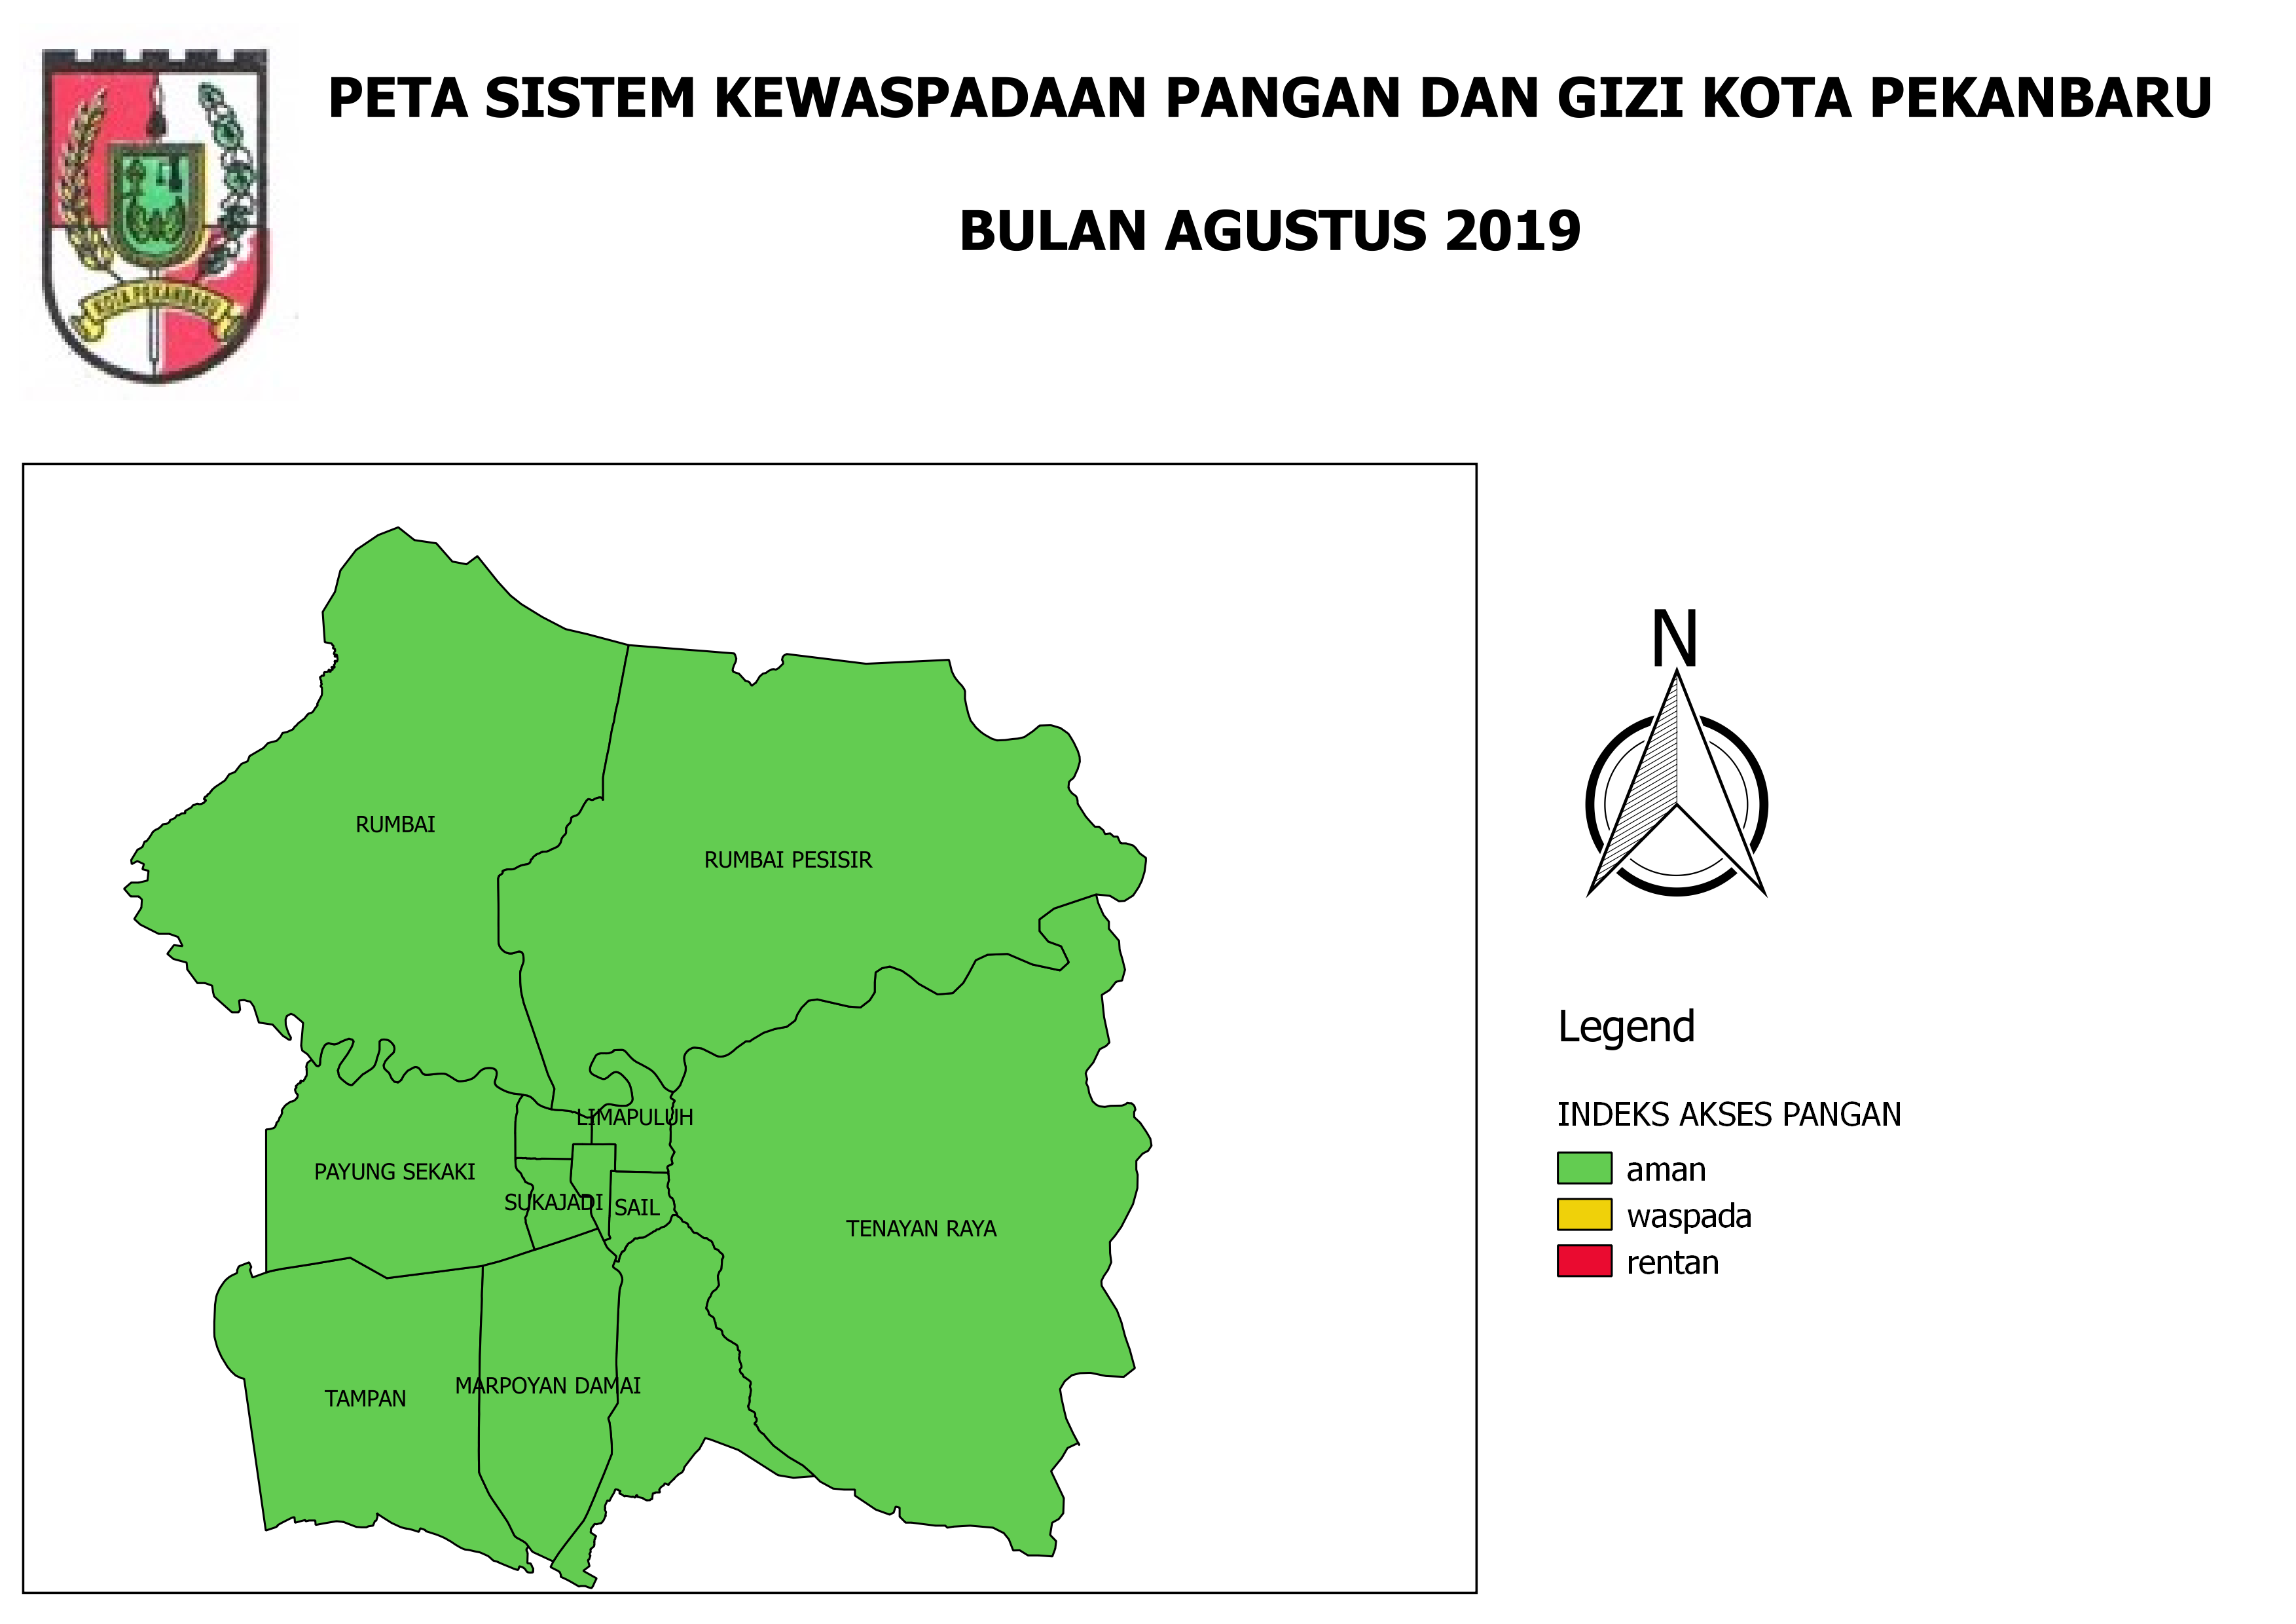 PETA SISTEM KEWASPADAAN PANGAN DAN GIZI KOTA PEKANBARU
BULAN AGUSTUS 2019
KOTA PEKANBARU
N
RUMBAI
RUMBAI PESISIR
LIMAPULUH
PAYUNG SEKAKI
SUKAJADI
SAIL
TENAYAN RAYA
MARPOYAN DAMAI
TAMPAN
Legend
INDEKS AKSES PANGAN
aman
waspada
rentan